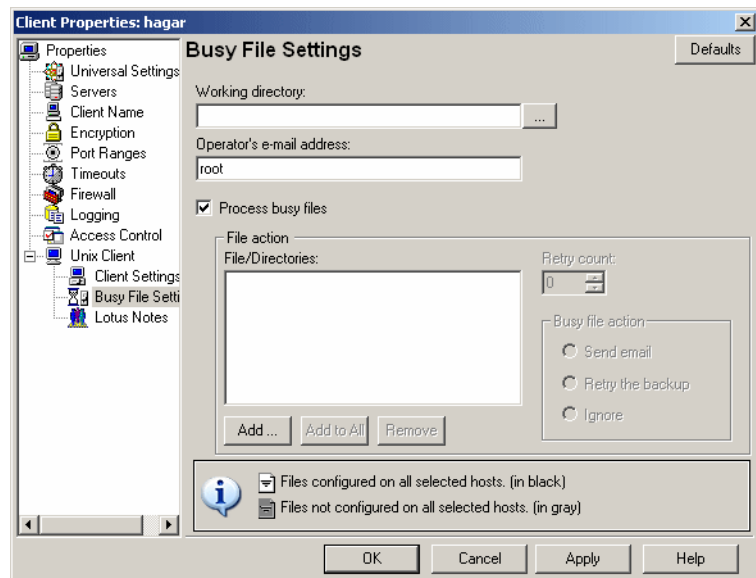 Client Properties: hagar
Properties
Universal Settings
Servers
Client Name
Encryption
Port Ranges
Timeouts
Firewall
Logging
Access Control
Unix Client
Client Settings
Busy File Setti
Lotus Notes
Busy File Settings
Defaults
Working directory:
...
Operator's e-mail address:
root
Process busy files
File action
File/Directories:
Retry count:
0
Busy file action
Send email
Retry the backup
Ignore
Add ...
Add to All
Remove
Files configured on all selected hosts. (in black)
Files not configured on all selected hosts. (in gray)
OK
Cancel
Apply
Help